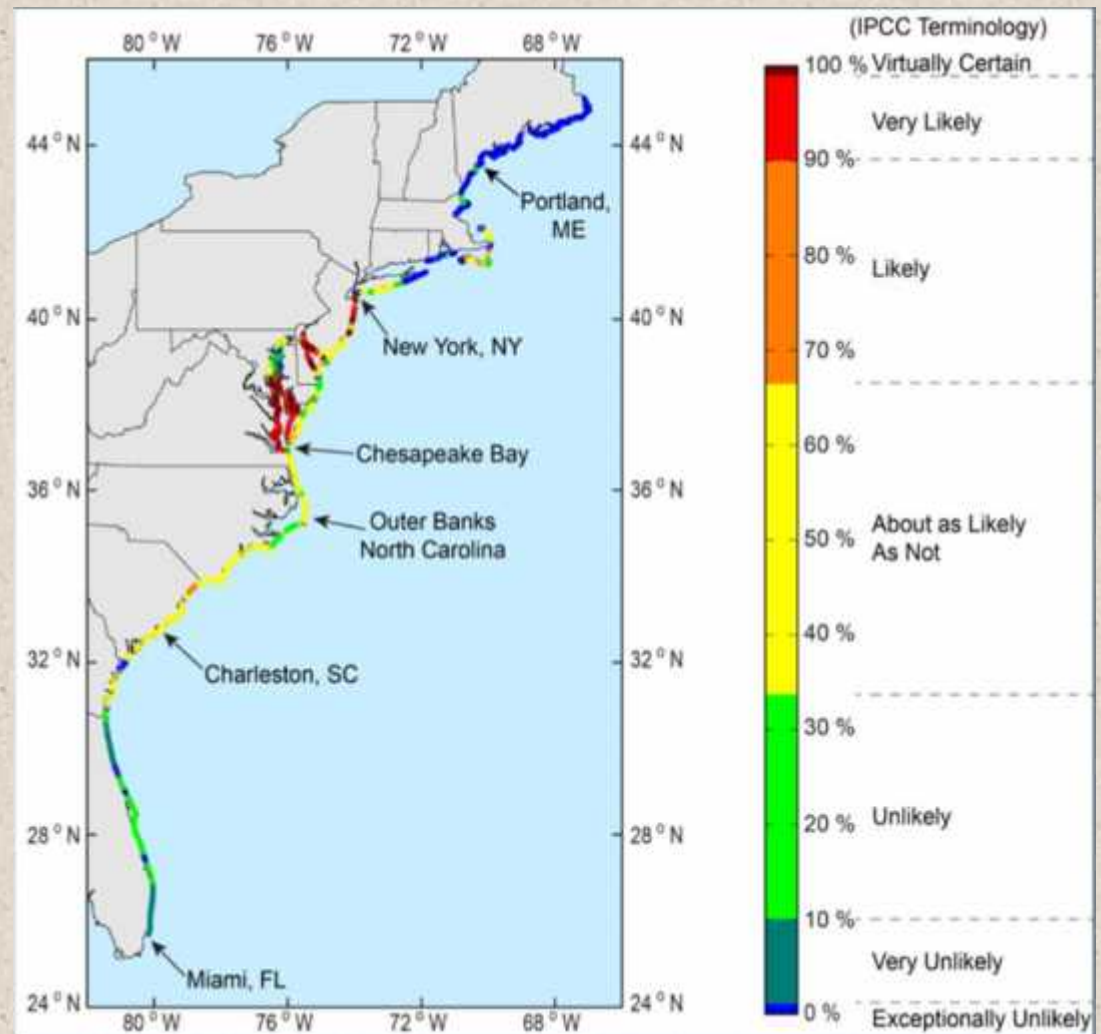 (IPCC Terminology)
80 °W 76 °W 72 °W 68 °W
100 % Virtually Certain
Very Likely
90 %
44 °N 44 °N
Portland,
ME
80 %
Likely
70 %
40 °N 40 °N
New York, NY
60 %
Chesapeake Bay
36 °N 36 °N
Outer Banks
North Carolina
50 %
About as Likely
As Not
40 %
32 °N 32 °N
Charleston, SC
30 %
28 °N 28 °N
20 %
Unlikely
10 %
Very Unlikely
Miami, FL
24 °N 24 °N
0 %
Exceptionally Unlikely
80 °W 76 °W 72 °W 68 °W